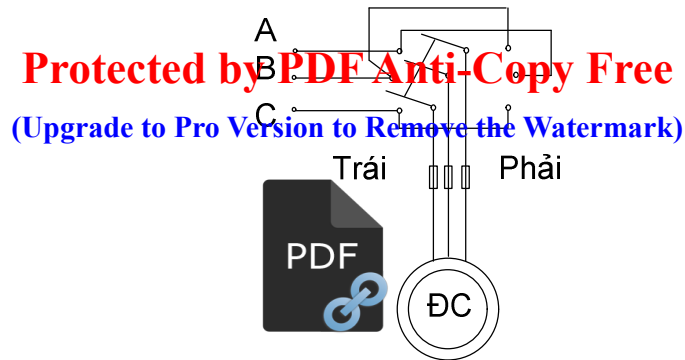 A
Protected by PDF Anti-Copy Free
B
(Upgrade to Pro Version to Remove the Watermark)
C
Trái Phải
PDF
ĐC